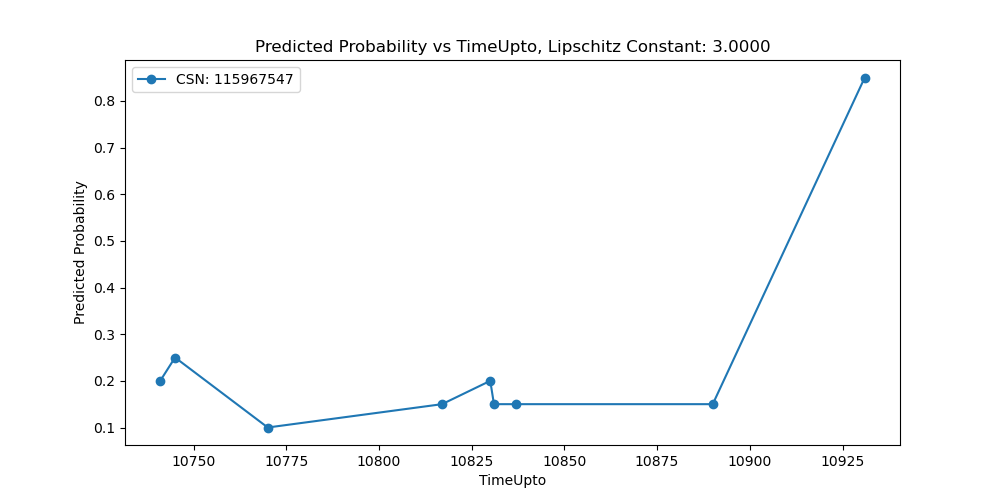 Predicted Probability vs TimeUpto, Lipschitz Constant: 3.0000
CSN: 115967547
Predicted Probability
0.8
0.7
0.6
0.5
0.4
0.3
0.2
0.1
10750 10775 10800 10825 10850 10875 10900 10925
TimeUpto